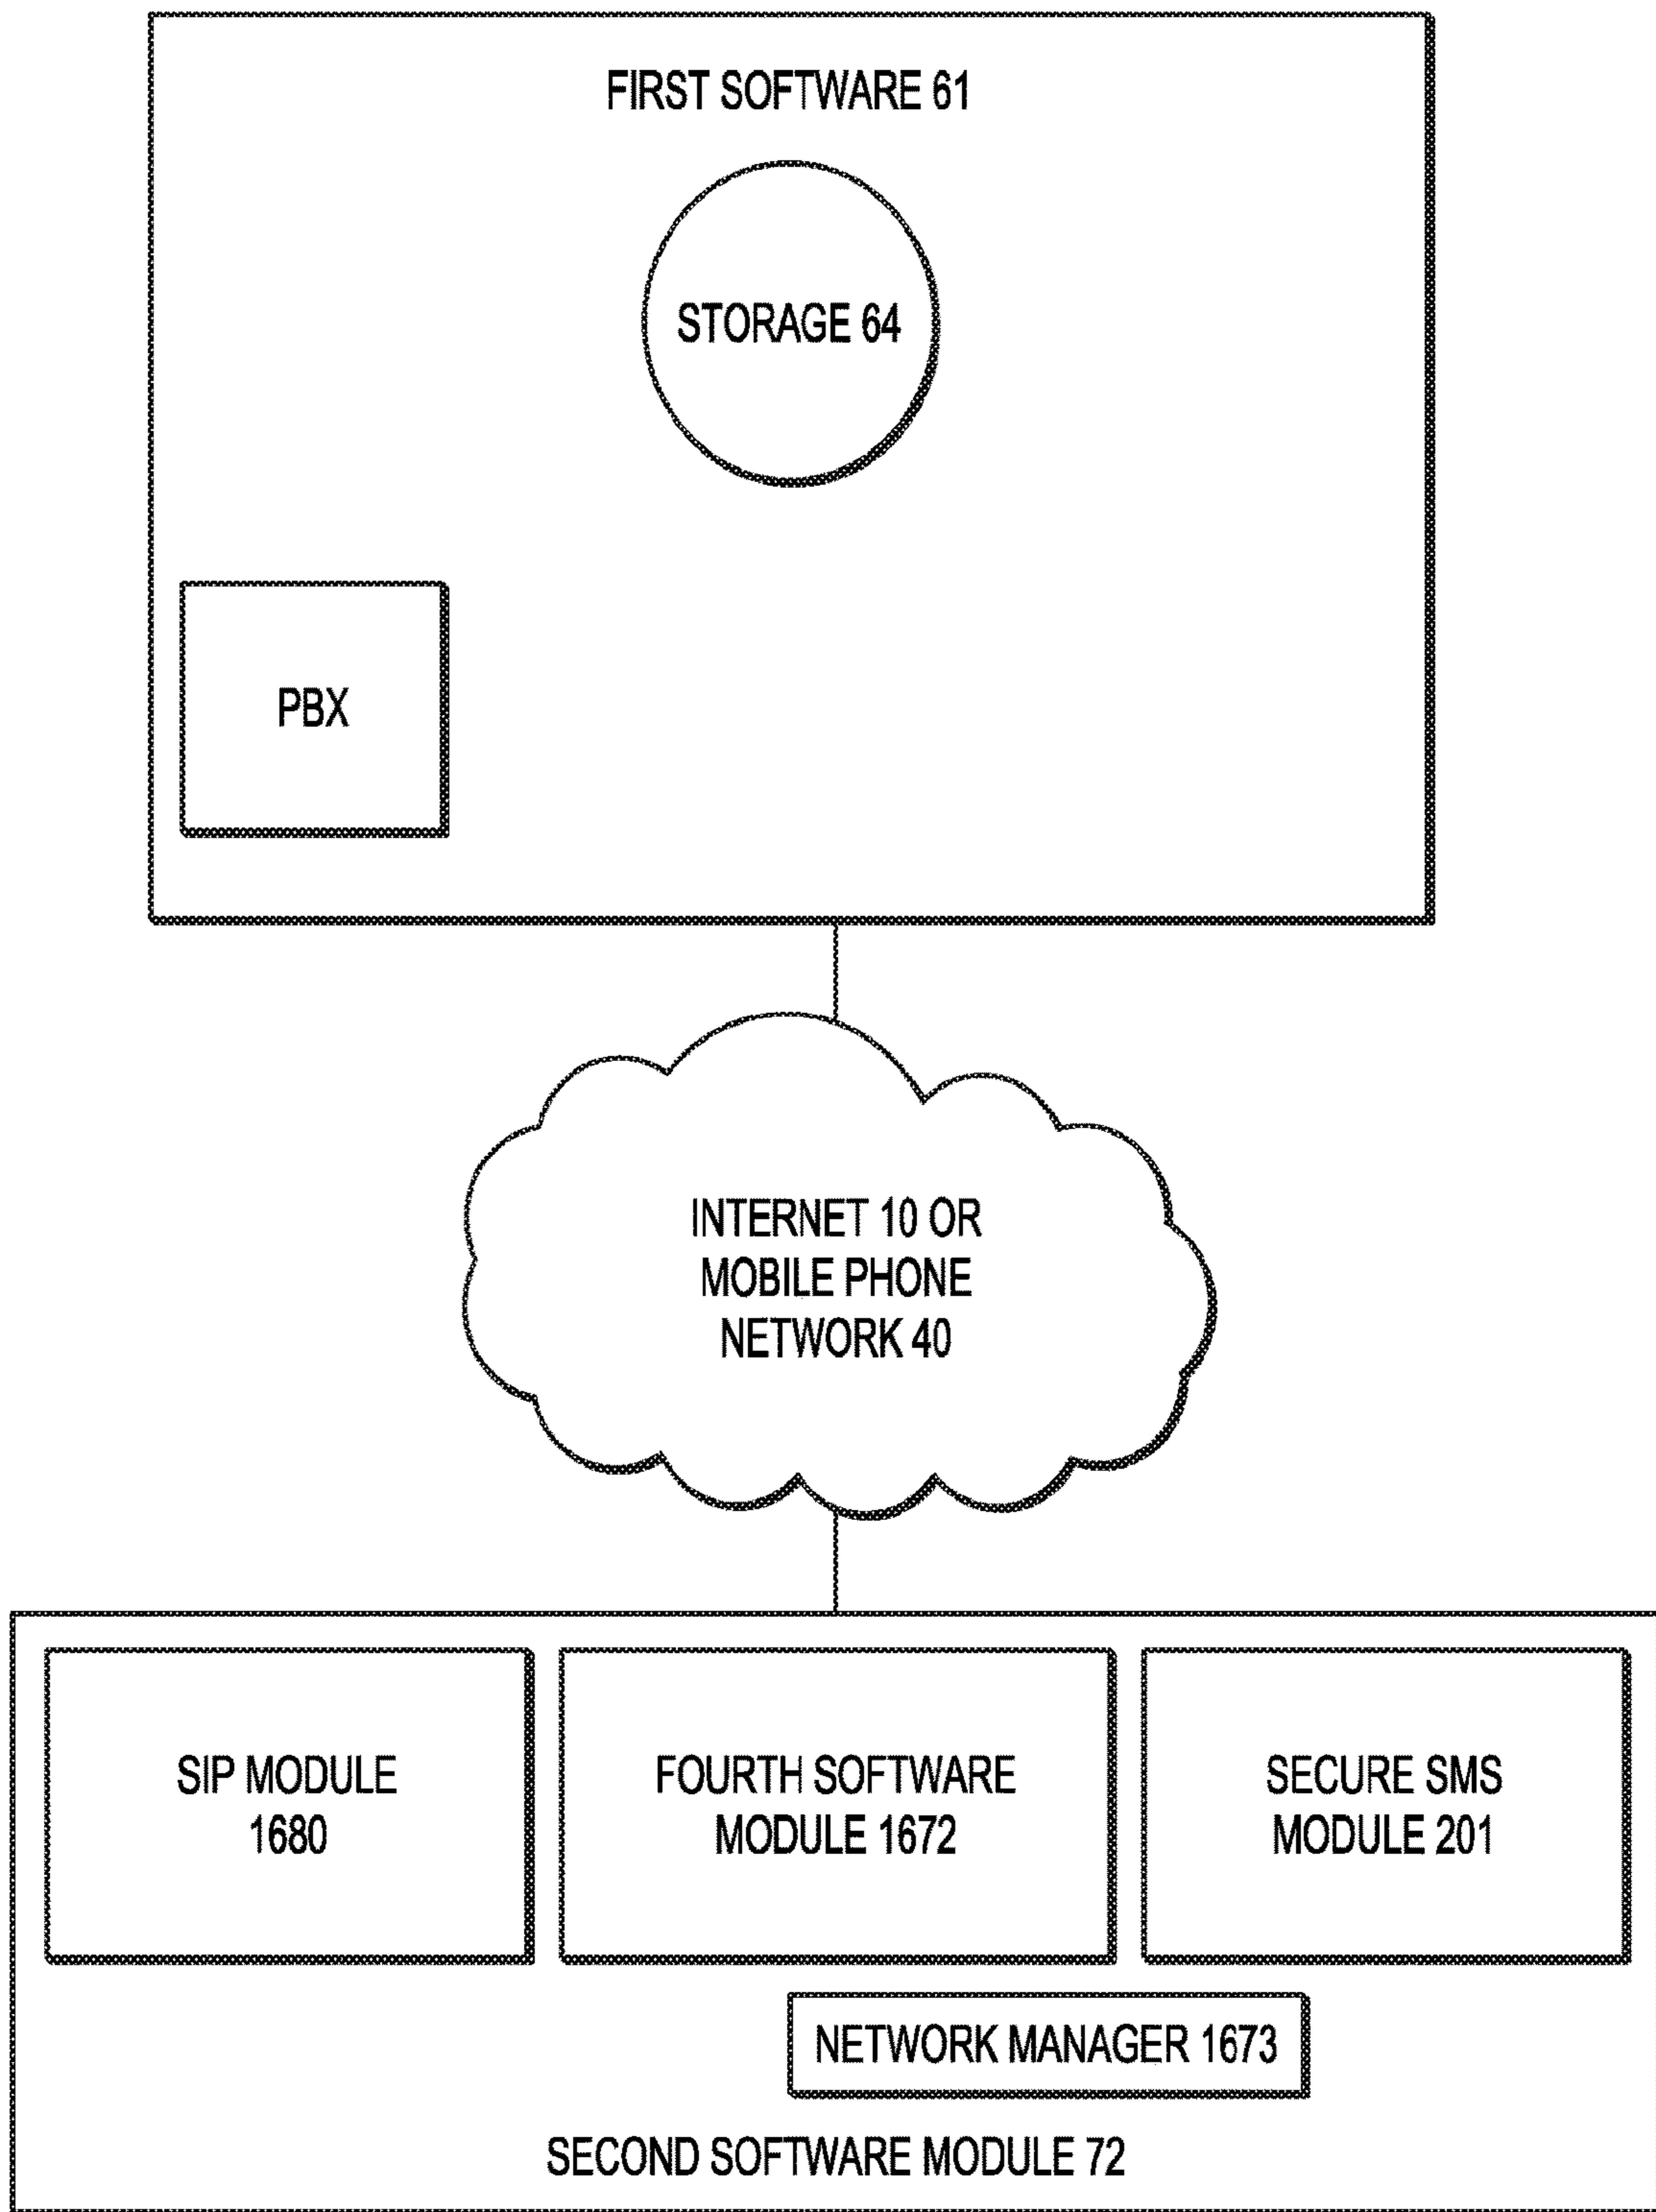 FIRST SOFTWARE 61
STORAGE 64
PBX
INTERNET 10 OR
MOBILE PHONE
NETWORK 40
SIP MODULE
1680
FOURTH SOFTWARE
MODULE 1672
SECURE SMS
MODULE 201
NETWORK MANAGER 1673
SECOND SOFTWARE MODULE 72